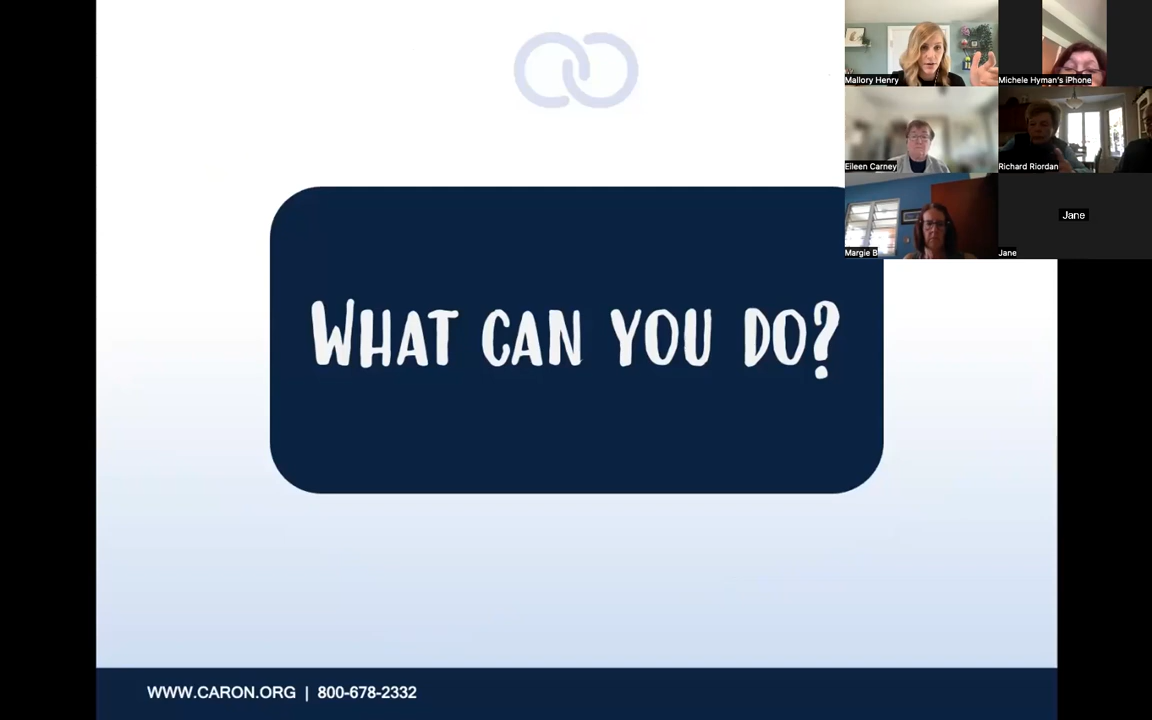 Mallory Henry
Michele Hyman's iPhone
Eileen Carney
Richard Riordan
Margie B
Jane
Jane
WHAT CAN YOU DO?
WWW.CARON.ORG | 800-678-2332